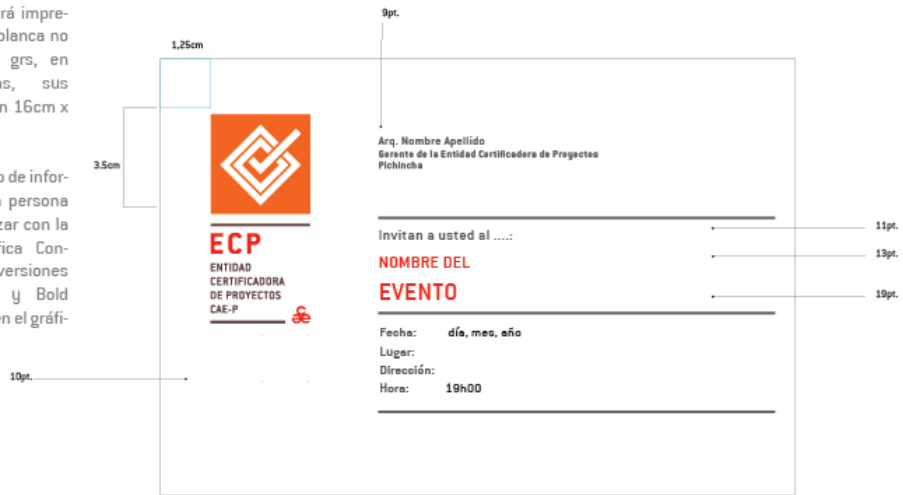 rá impre-
blanca no
grs, en
as, sus
n 16cm x
o de infor-
persona
zar con la
fica Con-
versiones
y Bold
en el gráfi-
1,25cm
3.5cm
10pt.
9pt.
ECP
ENTIDAD
CERTIFICADORA
DE PROYECTOS
CAE-P
cae
Arq. Nombre Apellido
Gerente de la Entidad Certificadora de Proyectos
Pichincha
Invitan a usted al ....:
NOMBRE DEL
EVENTO
Fecha: día, mes, año
Lugar:
Dirección:
Hora: 19h00
11pt.
13pt.
19pt.